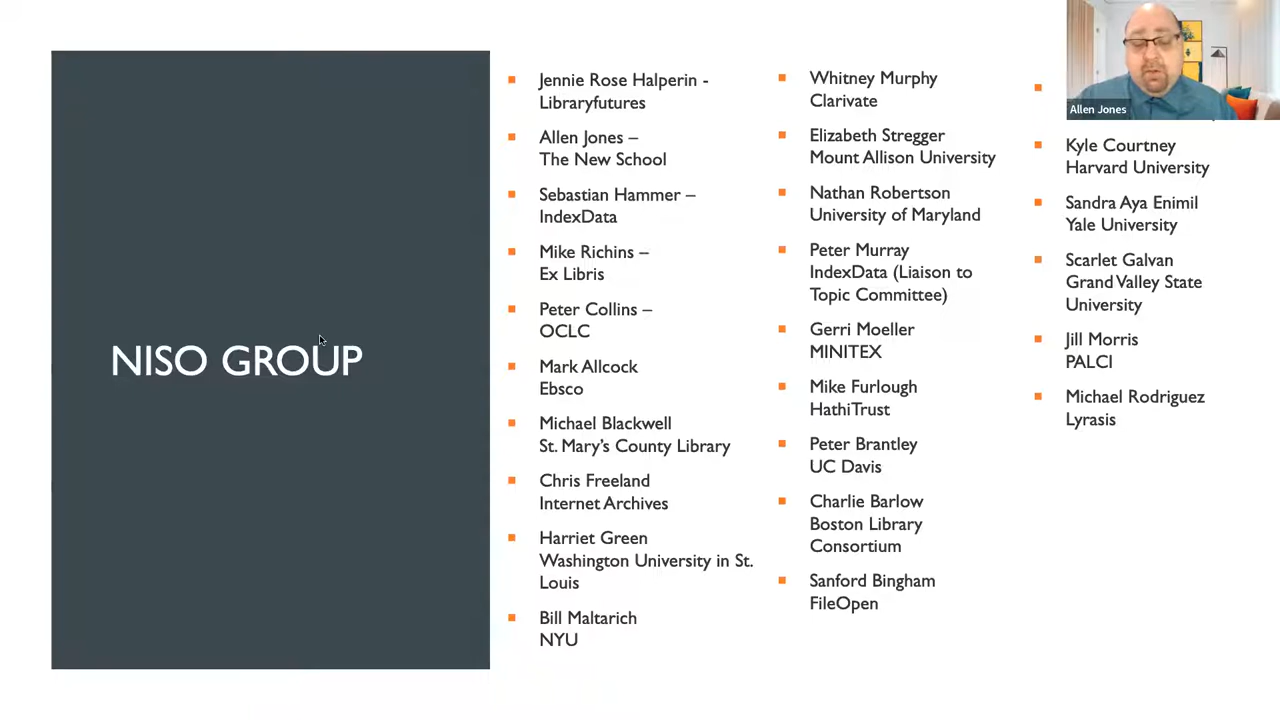 NISO GROUP
Jennie Rose Halperin -
Libraryfutures
Allen Jones –
The New School
Sebastian Hammer –
IndexData
Mike Richins –
Ex Libris
Peter Collins –
OCLC
Mark Allcock
Ebsco
Michael Blackwell
St. Mary’s County Library
Chris Freeland
Internet Archives
Harriet Green
Washington University in St.
Louis
Bill Maltarich
NYU
Whitney Murphy
Clarivate
Elizabeth Stregger
Mount Allison University
Nathan Robertson
University of Maryland
Peter Murray
IndexData (Liaison to
Topic Committee)
Gerri Moeller
MINITEX
Mike Furlough
HathiTrust
Peter Brantley
UC Davis
Charlie Barlow
Boston Library
Consortium
Sanford Bingham
FileOpen
Allen Jones
Kyle Courtney
Harvard University
Sandra Aya Enimil
Yale University
Scarlet Galvan
Grand Valley State
University
Jill Morris
PALCI
Michael Rodriguez
Lyrasis